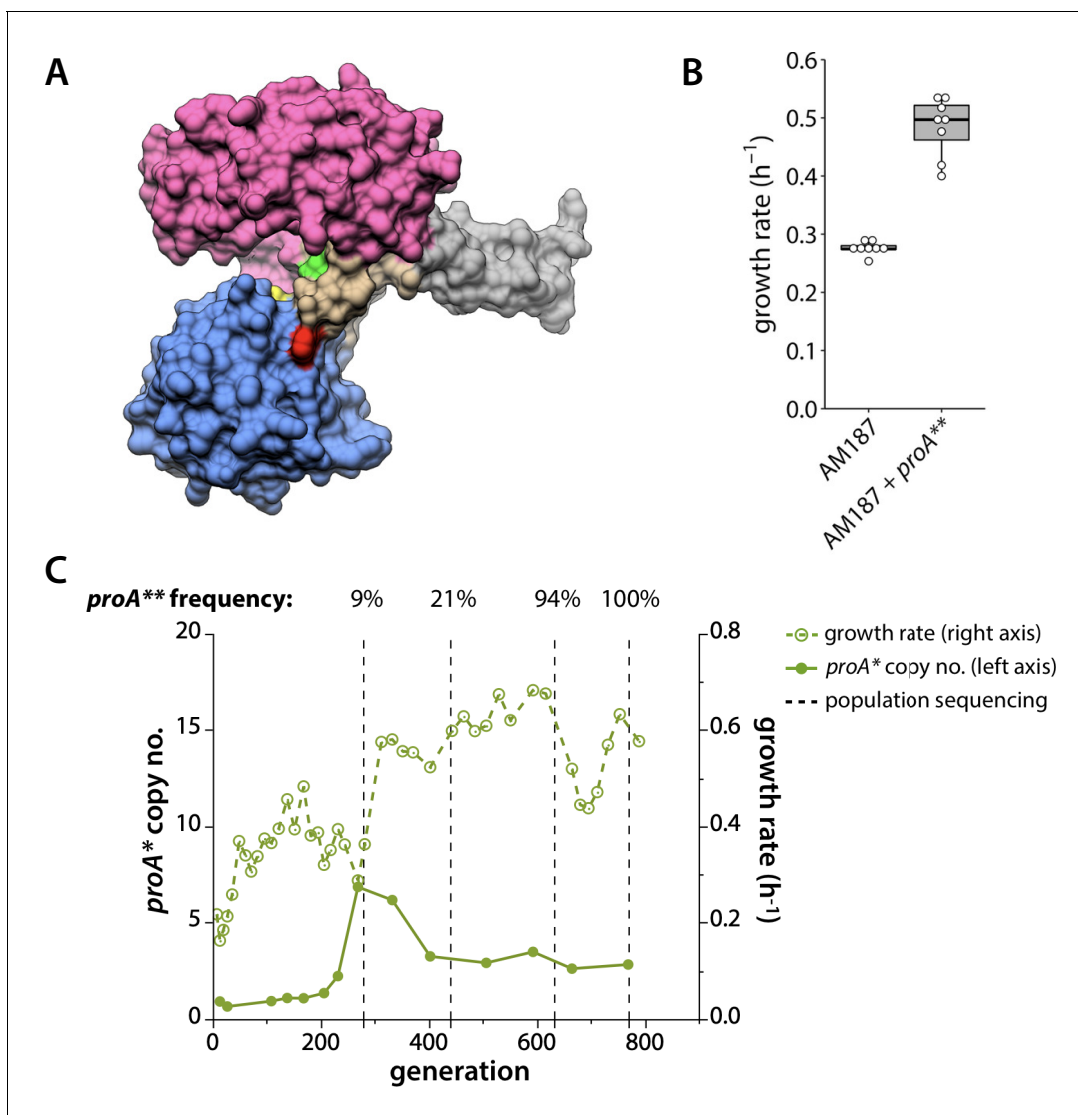 A
B
growth rate (h⁻¹)
0.6
0.5
0.4
0.3
0.2
0.1
0.0
AM187
AM187 + proA**
C
proA** frequency: 9% 21% 94% 100%
proA* copy no.
20
15
10
5
0
0 200 400 600 800
generation
0.8
0.6
0.4
0.2
0.0
growth rate (h⁻¹)
growth rate (right axis)
proA* copy no. (left axis)
population sequencing